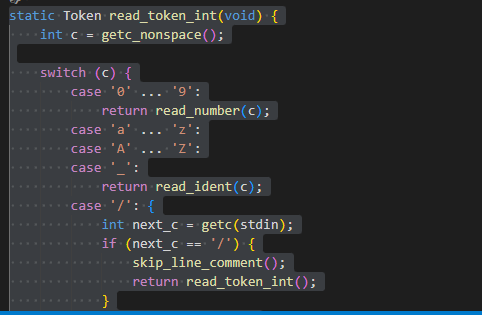 static Token read_token_int(void) {
    int c = getc_nonspace();

    switch (c) {
        case '0' ... '9':
            return read_number(c);
        case 'a' ... 'z':
        case 'A' ... 'Z':
        case '_':
            return read_ident(c);
        case '/': {
            int next_c = getc(stdin);
            if (next_c == '/') {
                skip_line_comment();
                return read_token_int();
            }